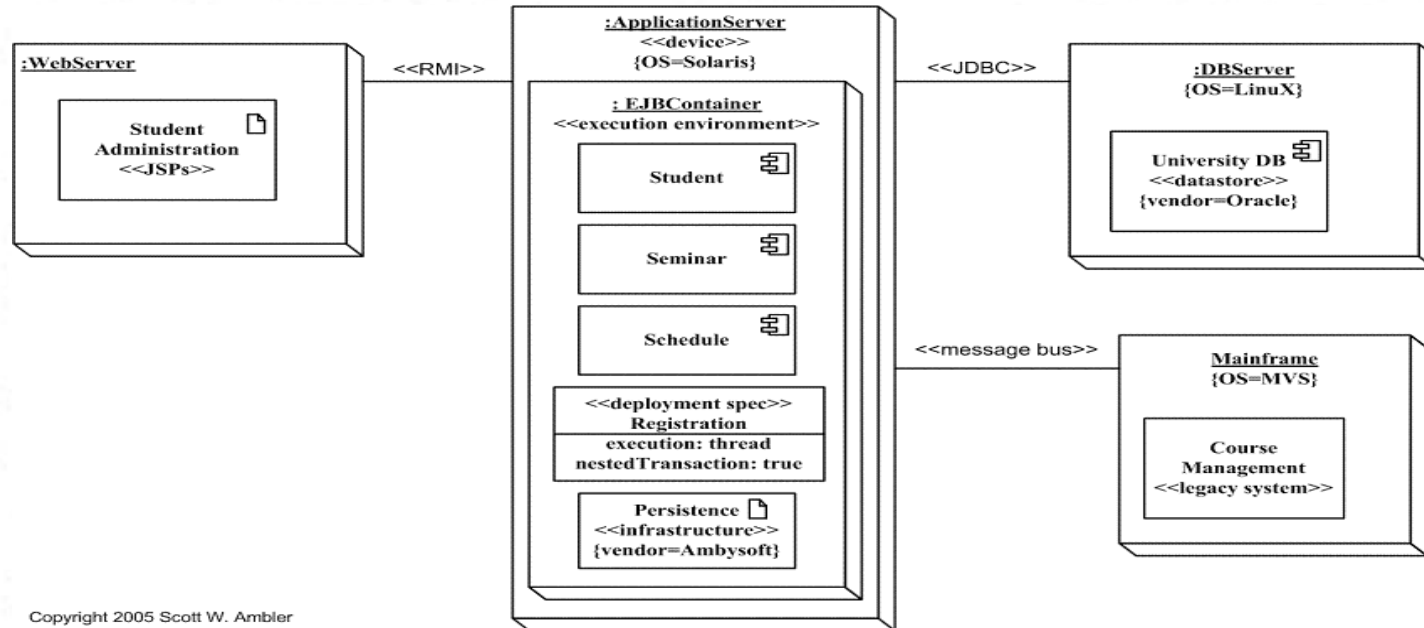 :WebServer
Student
Administration
<<JSPs>>
<<RMI>>
:ApplicationServer
<<device>>
{OS=Solaris}
: EJBContainer
<<execution environment>>
Student
Seminar
Schedule
<<deployment spec>>
Registration
execution: thread
nestedTransaction: true
Persistence
<<infrastructure>>
{vendor=Ambysoft}
<<JDBC>>
:DBServer
{OS=LinuX}
University DB
<<datastore>>
{vendor=Oracle}
<<message bus>>
Mainframe
{OS=MVS}
Course
Management
<<legacy system>>
Copyright 2005 Scott W. Ambler